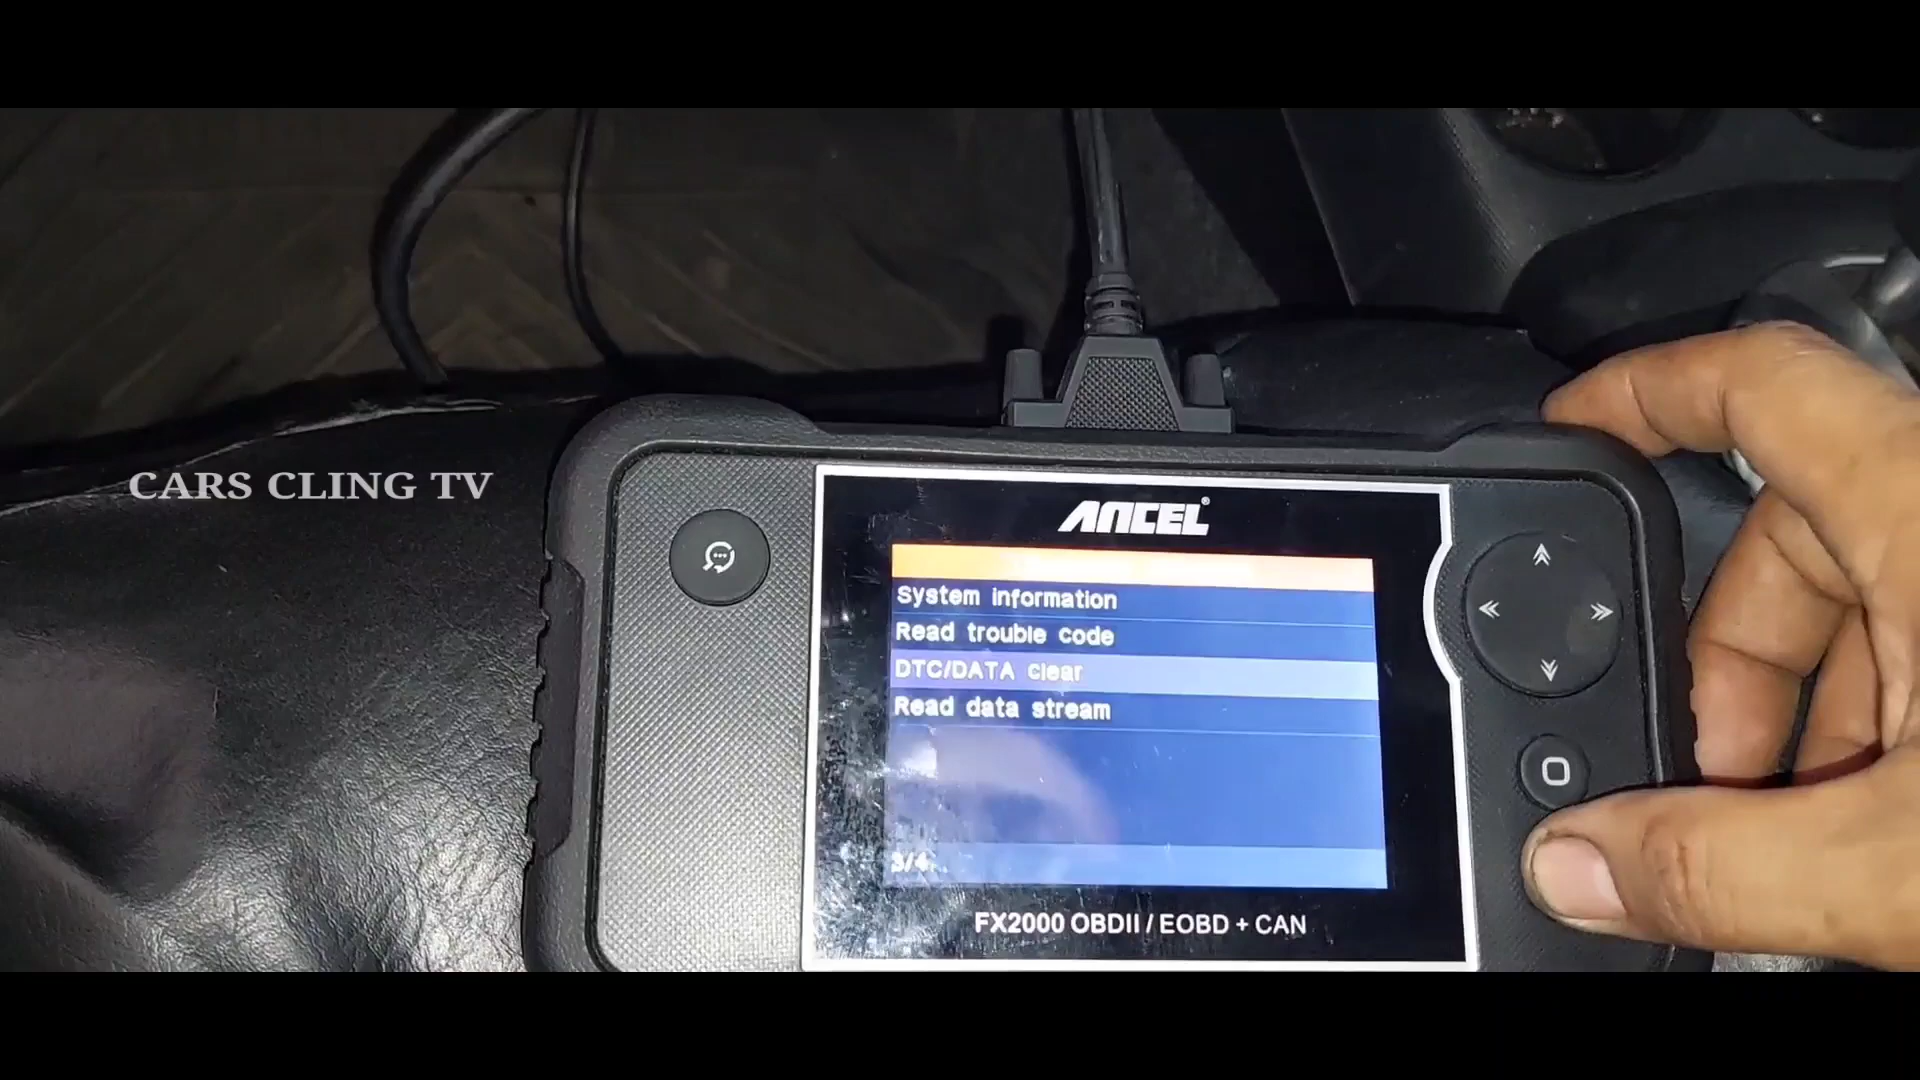 CARS CLING TV
ANCEL®
System information
Read trouble code
DTC/DATA clear
Read data stream
3/4
FX2000 OBDII / EOBD + CAN